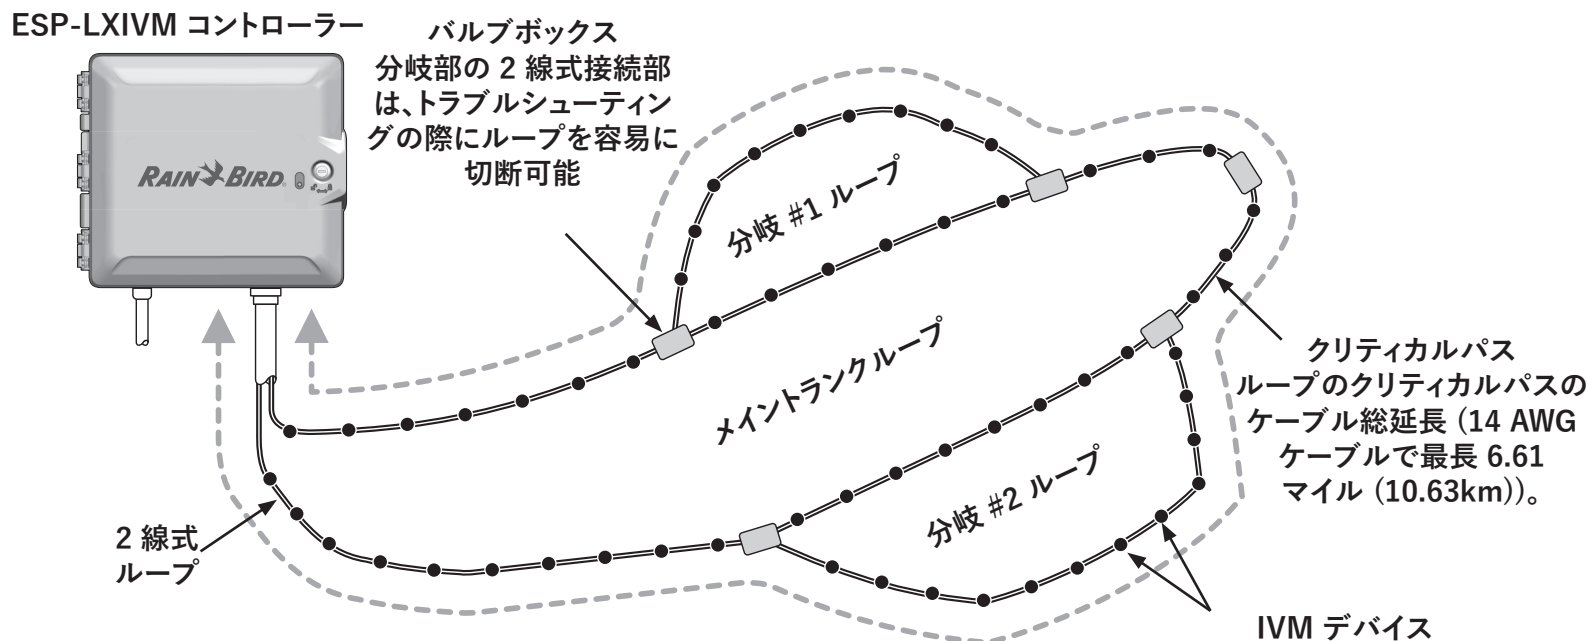 ESP-LXIVM コントローラー
バルブボックス
分岐部の 2 線式接続部
は、トラブルシューティン
グの際にループを容易に
切断可能
RAIN BIRD
分岐 #1 ループ
メイントランクループ
クリティカルパス
ループのクリティカルパスの
ケーブル総延長 (14 AWG
ケーブルで最長 6.61
マイル (10.63km))。
分岐 #2 ループ
2 線式
ループ
IVM デバイス